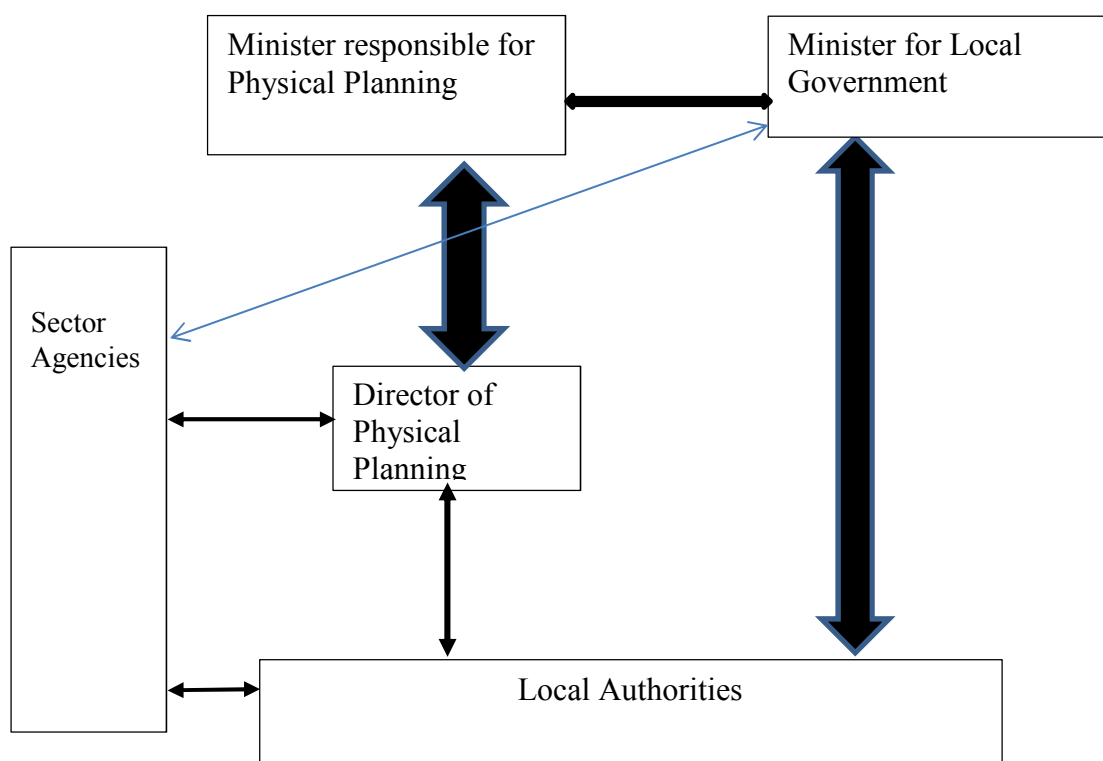 Minister responsible for
Physical Planning
Minister for Local
Government
Sector
Agencies
Director of
Physical
Planning
Local Authorities